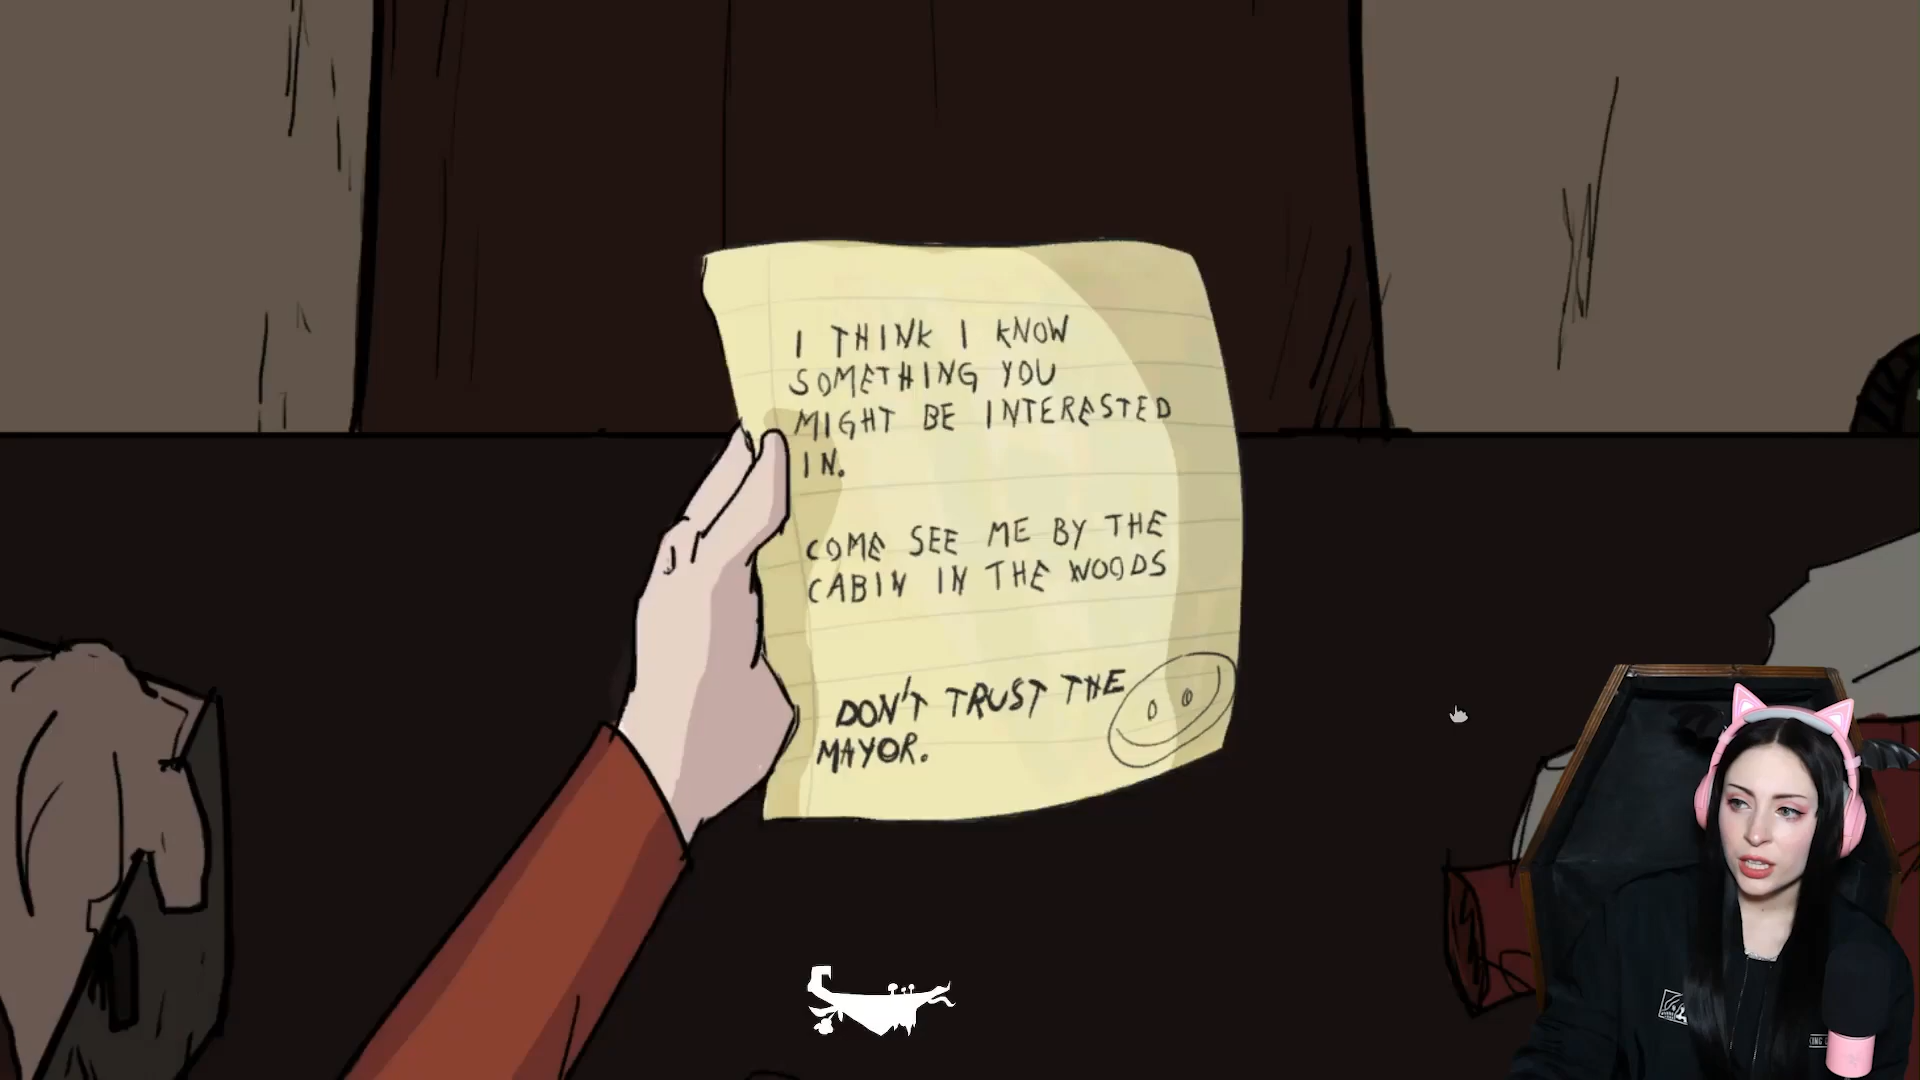 I THINK I KNOW
SOMETHING YOU
MIGHT BE INTERESTED
IN.
COME SEE ME BY THE
CABIN IN THE WOODS
DON'T TRUST THE
MAYOR.